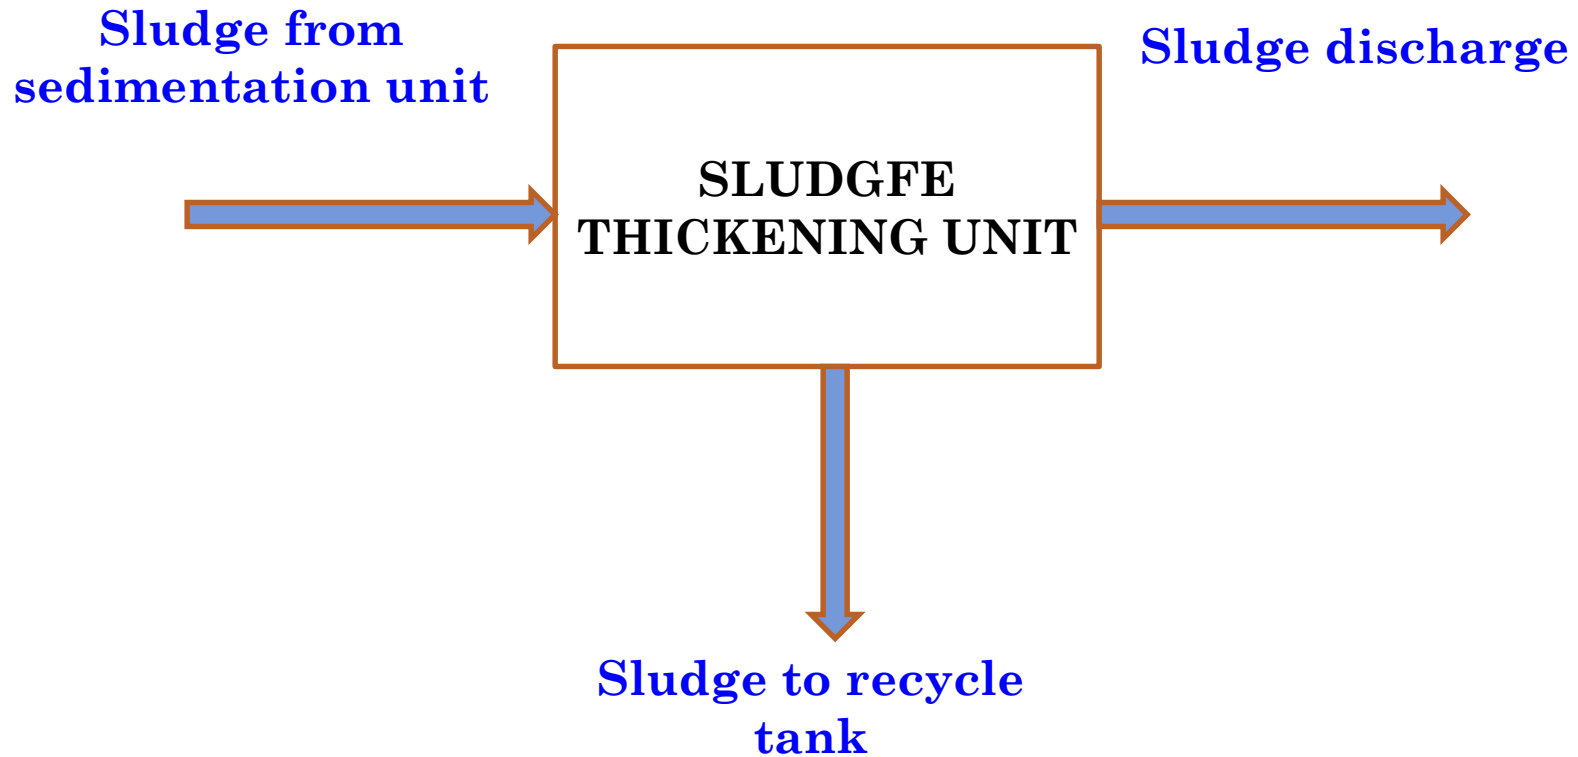 Sludge from
sedimentation unit
Sludge discharge
SLUDGFE
THICKENING UNIT
Sludge to recycle
tank